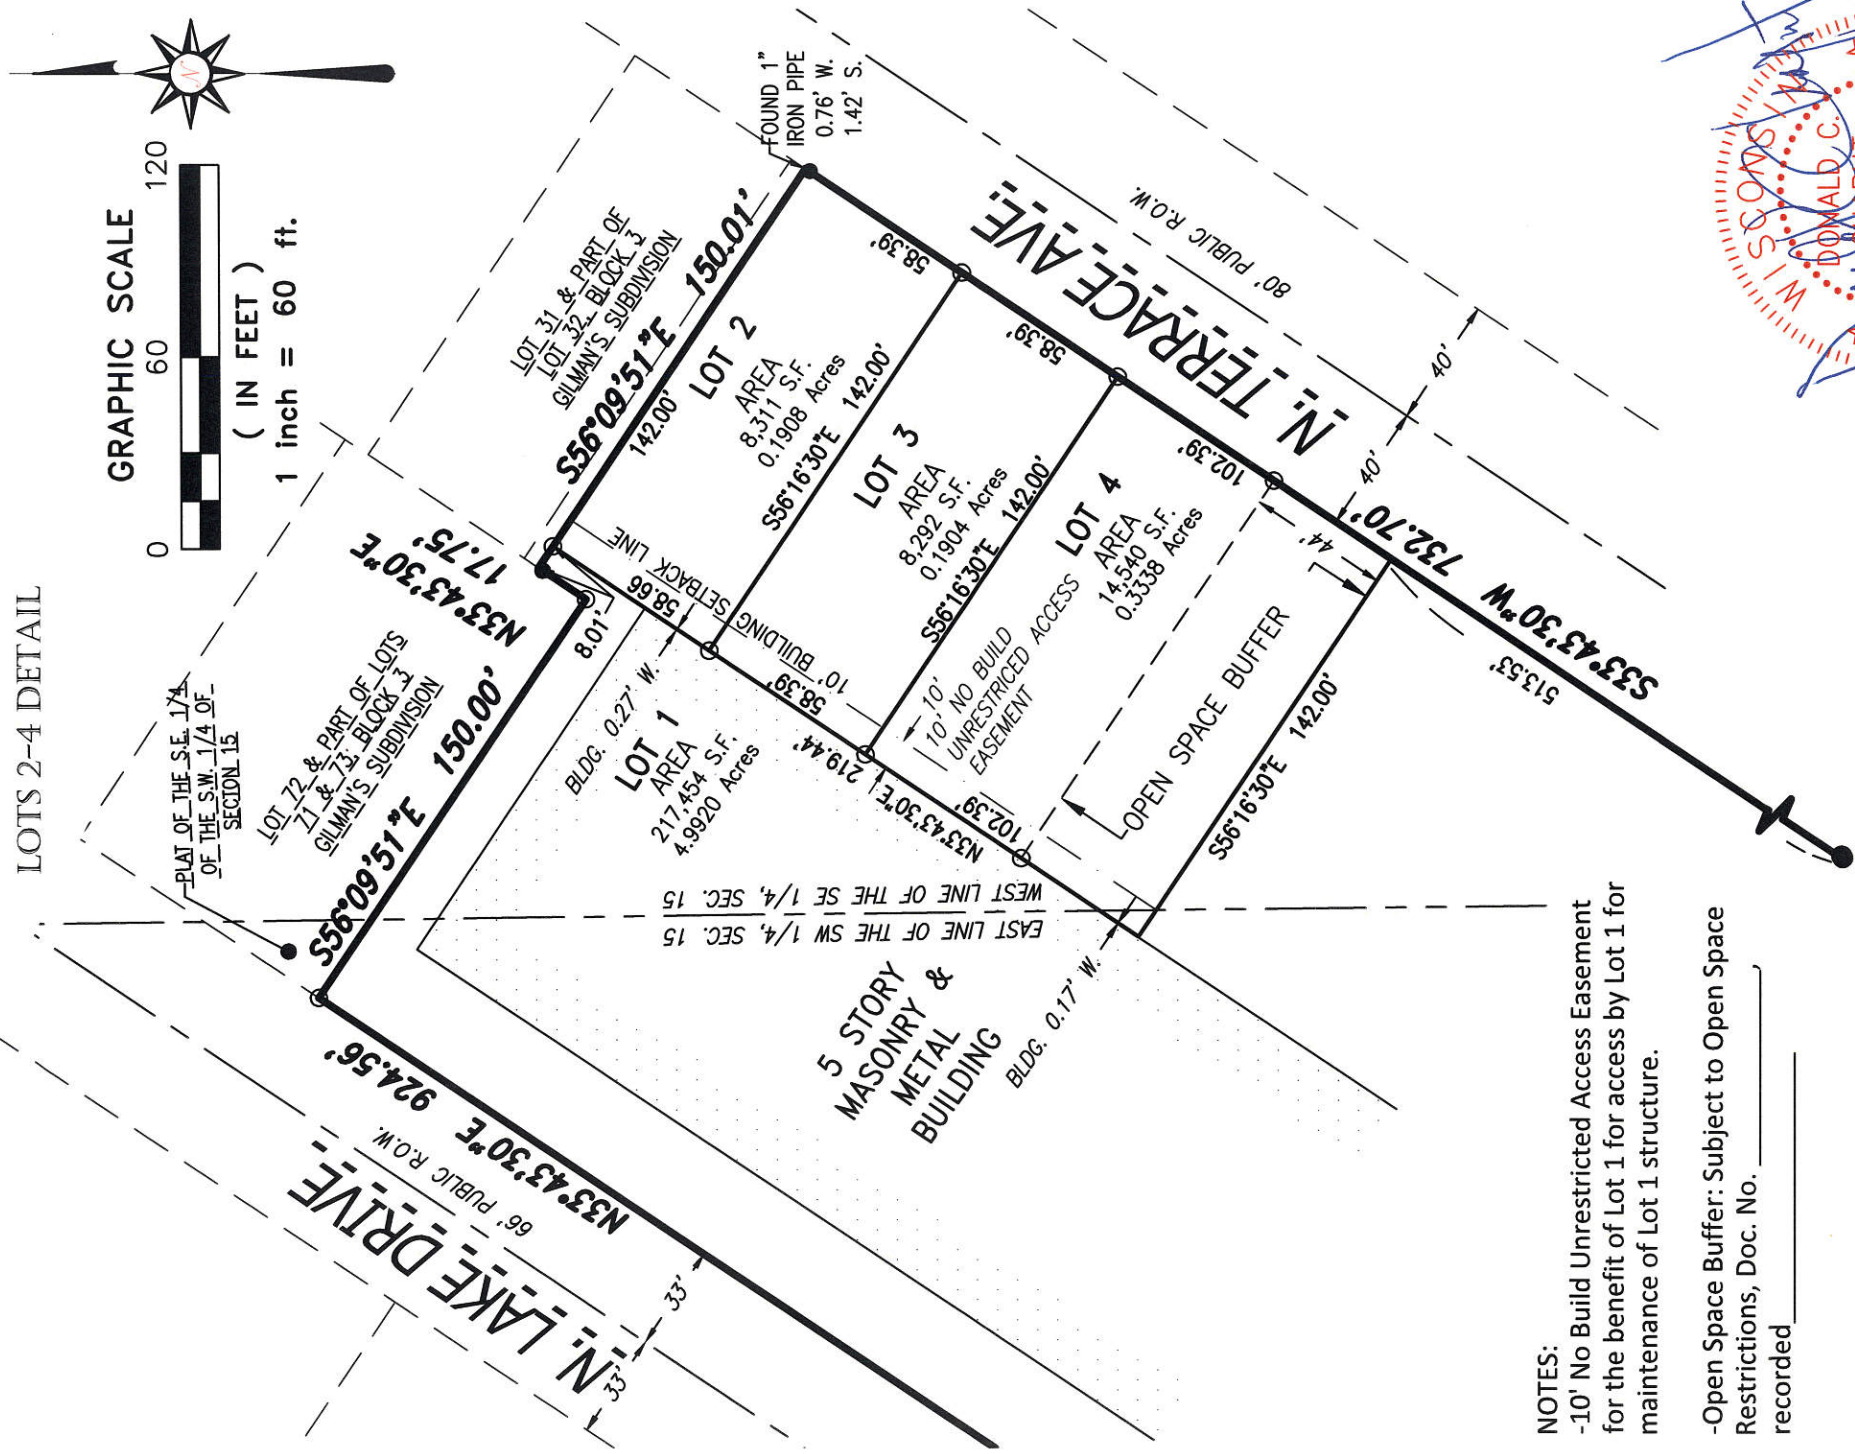 LOTS 2-4 DETAIL
GRAPHIC SCALE
0 60 120
( IN FEET )
1 inch = 60 ft.
N
PLAT OF THE S.E. 1/4
OF THE S.W. 1/4 OF
SECTION 15
LOT 72 & PART OF LOTS
71 & 73, BLOCK 3
GILMAN'S SUBDIVISION
S56°09'51"E 150.00'
N33°43'30"E
17.75'
8.01'
LOT 31 & PART OF
LOT 32, BLOCK 3
GILMAN'S SUBDIVISION
S56°09'51"E 150.01'
142.00'
FOUND 1"
IRON PIPE
0.76' W.
1.42' S.
LOT 2
AREA
8,311 S.F.
0.1908 Acres
S56°16'30"E 142.00'
58.39'
58.66
10' BUILDING SETBACK LINE
LOT 3
AREA
8,292 S.F.
0.1904 Acres
S56°16'30"E 142.00'
58.39'
58.39'
LOT 4
AREA
14,540 S.F.
0.3338 Acres
102.39'
102.39'
10'
10' NO BUILD
UNRESTRICED ACCESS
EASEMENT
OPEN SPACE BUFFER
44'
S56°16'30"E 142.00'
N. TERRACE AVE.
80' PUBLIC R.O.W.
40'
40'
S33°43'30"W 732.70'
513.53'
BLDG. 0.27' W.
LOT 1
AREA
217,454 S.F.
4.9920 Acres
N33°43'30"E 219.44'
WEST LINE OF THE SE 1/4, SEC. 15
EAST LINE OF THE SW 1/4, SEC. 15
5 STORY
MASONRY &
METAL
BUILDING
BLDG. 0.17' W.
N. LAKE DRIVE
66' PUBLIC R.O.W.
33'
33'
N33°43'30"E 924.56'
NOTES:
-10' No Build Unrestricted Access Easement
for the benefit of Lot 1 for access by Lot 1 for
maintenance of Lot 1 structure.
-Open Space Buffer: Subject to Open Space
Restrictions, Doc. No. ,
recorded
WISCONSIN
DONALD C.